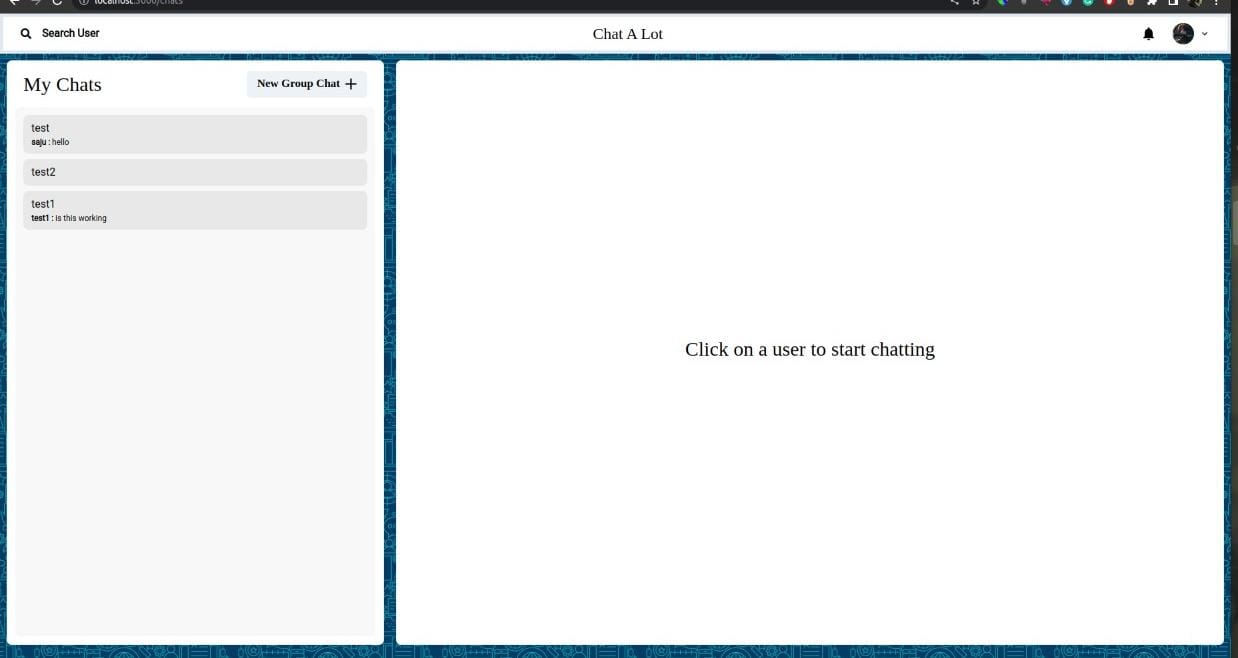 localhost:3000/chats
Search User
Chat A Lot
My Chats
New Group Chat +
test
saju : hello
test2
test1
test1 : is this working
Click on a user to start chatting